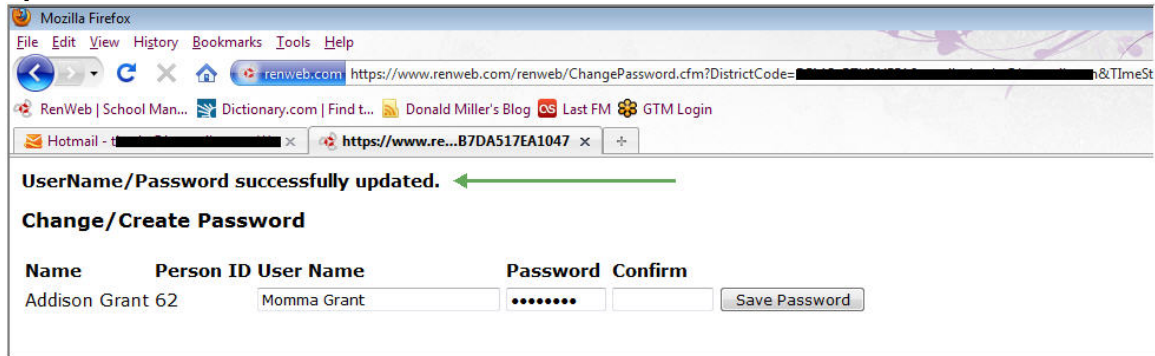 Mozilla Firefox
File Edit View History Bookmarks Tools Help
renweb.com https://www.renweb.com/renweb/ChangePassword.cfm?DistrictCode= n&TImeSt
RenWeb | School Man... Dictionary.com | Find t... Donald Miller's Blog Last FM GTM Login
Hotmail - t https://www.re...B7DA517EA1047
UserName/Password successfully updated.
Change/Create Password
Name Person ID User Name Password Confirm
Addison Grant 62 Momma Grant •••••••• Save Password